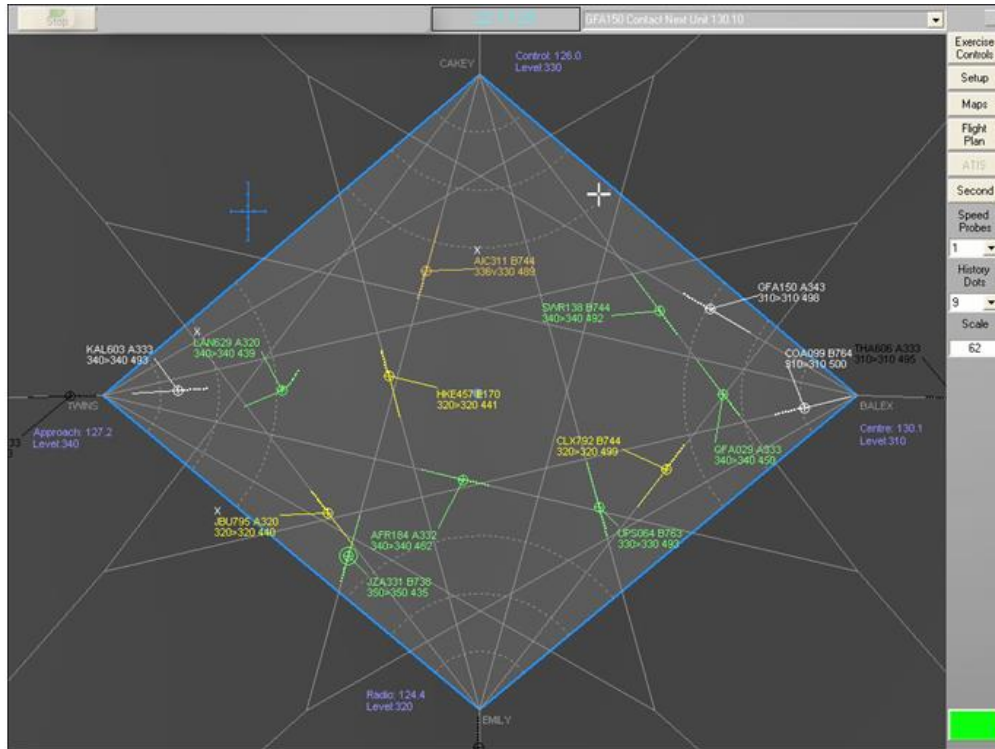 Stop
GFA150 Contact Next Unit 130.10
Exercise
Controls
Setup
Maps
Flight
Plan
ATIS
Second
Speed
Probes
1
History
Dots
9
Scale
62
CAKEY
Control: 126.0
Level:330
X
AIC311 B744
336v330 489
GFA150 A343
310>310 498
SWR138 B744
340>340 492
X
LAN629 A320
340>340 439
KAL603 A333
340>340 493
COA099 B764
310>310 500
THA606 A333
310>310 495
HKE457 E170
320>320 441
TWINS
BALEX
Approach: 127.2
Level:340
Centre: 130.1
Level:310
33
CLX792 B744
320>320 499
QFA029 A333
340>340 450
X
JBU795 A320
320>320 440
AFR184 A332
340>340 462
UPS064 B763
330>330 493
JZA331 B738
350>350 435
Radio: 124.4
Level:320
EMILY